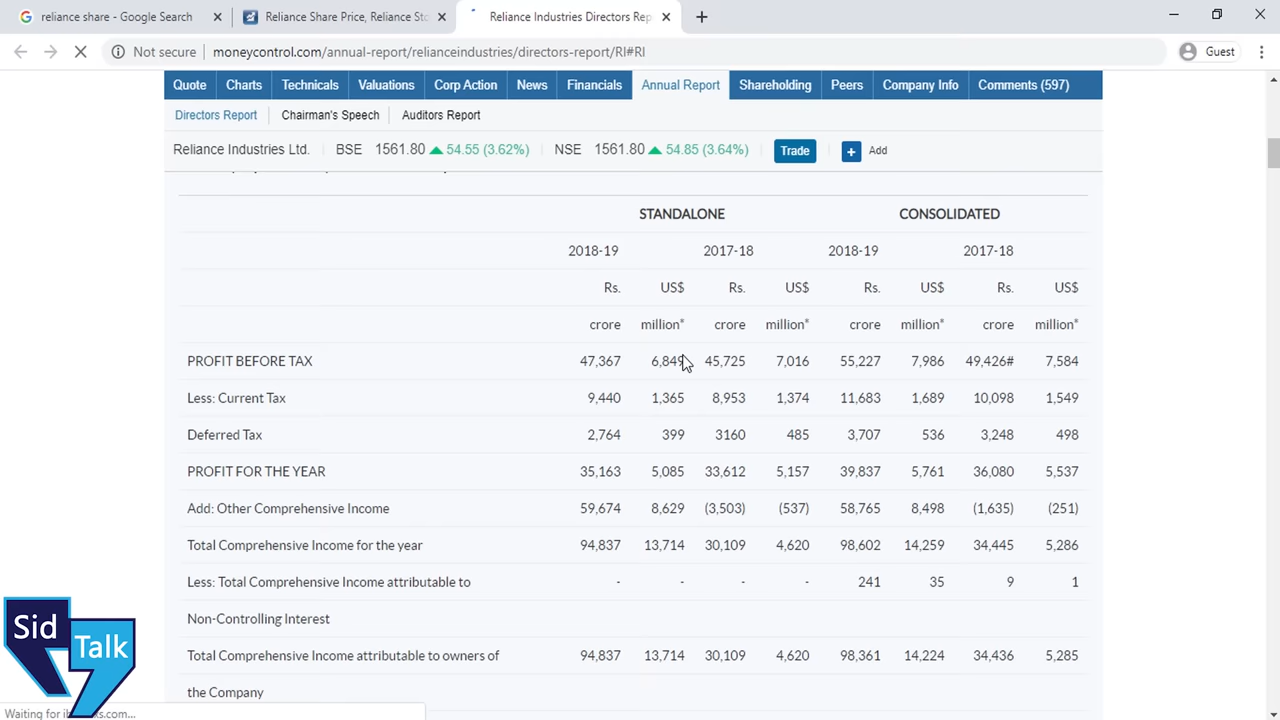 reliance share - Google Search
Reliance Share Price, Reliance Sto
Reliance Industries Directors Rep
Not secure moneycontrol.com/annual-report/relianceindustries/directors-report/RI#RI Guest
Quote Charts Technicals Valuations Corp Action News Financials Annual Report Shareholding Peers Company Info Comments (597)
Directors Report Chairman's Speech Auditors Report
Reliance Industries Ltd. BSE 1561.80 54.55 (3.62%) NSE 1561.80 54.85 (3.64%) Trade + Add
STANDALONE CONSOLIDATED
2018-19 2017-18 2018-19 2017-18
Rs. US$ Rs. US$ Rs. US$ Rs. US$
crore million* crore million* crore million* crore million*
PROFIT BEFORE TAX 47,367 6,849 45,725 7,016 55,227 7,986 49,426# 7,584
Less: Current Tax 9,440 1,365 8,953 1,374 11,683 1,689 10,098 1,549
Deferred Tax 2,764 399 3160 485 3,707 536 3,248 498
PROFIT FOR THE YEAR 35,163 5,085 33,612 5,157 39,837 5,761 36,080 5,537
Add: Other Comprehensive Income 59,674 8,629 (3,503) (537) 58,765 8,498 (1,635) (251)
Total Comprehensive Income for the year 94,837 13,714 30,109 4,620 98,602 14,259 34,445 5,286
Less: Total Comprehensive Income attributable to - - - - 241 35 9 1
Non-Controlling Interest
Total Comprehensive Income attributable to owners of 94,837 13,714 30,109 4,620 98,361 14,224 34,436 5,285
the Company
Sid
Talk
Waiting for